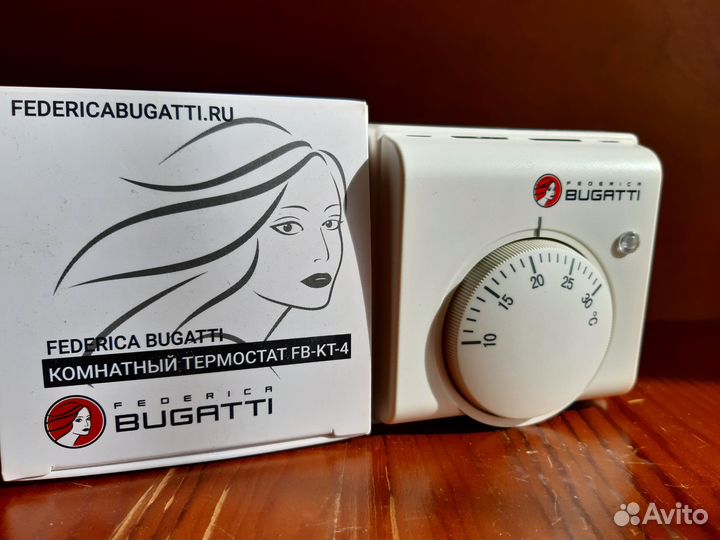 FEDERICABUGATTI.RU
FEDERICA BUGATTI
КОМНАТНЫЙ ТЕРМОСТАТ FB-KT-4
FEDERICA
BUGATTI
FEDERICA
BUGATTI
10 15 20 25 30 °C
Avito